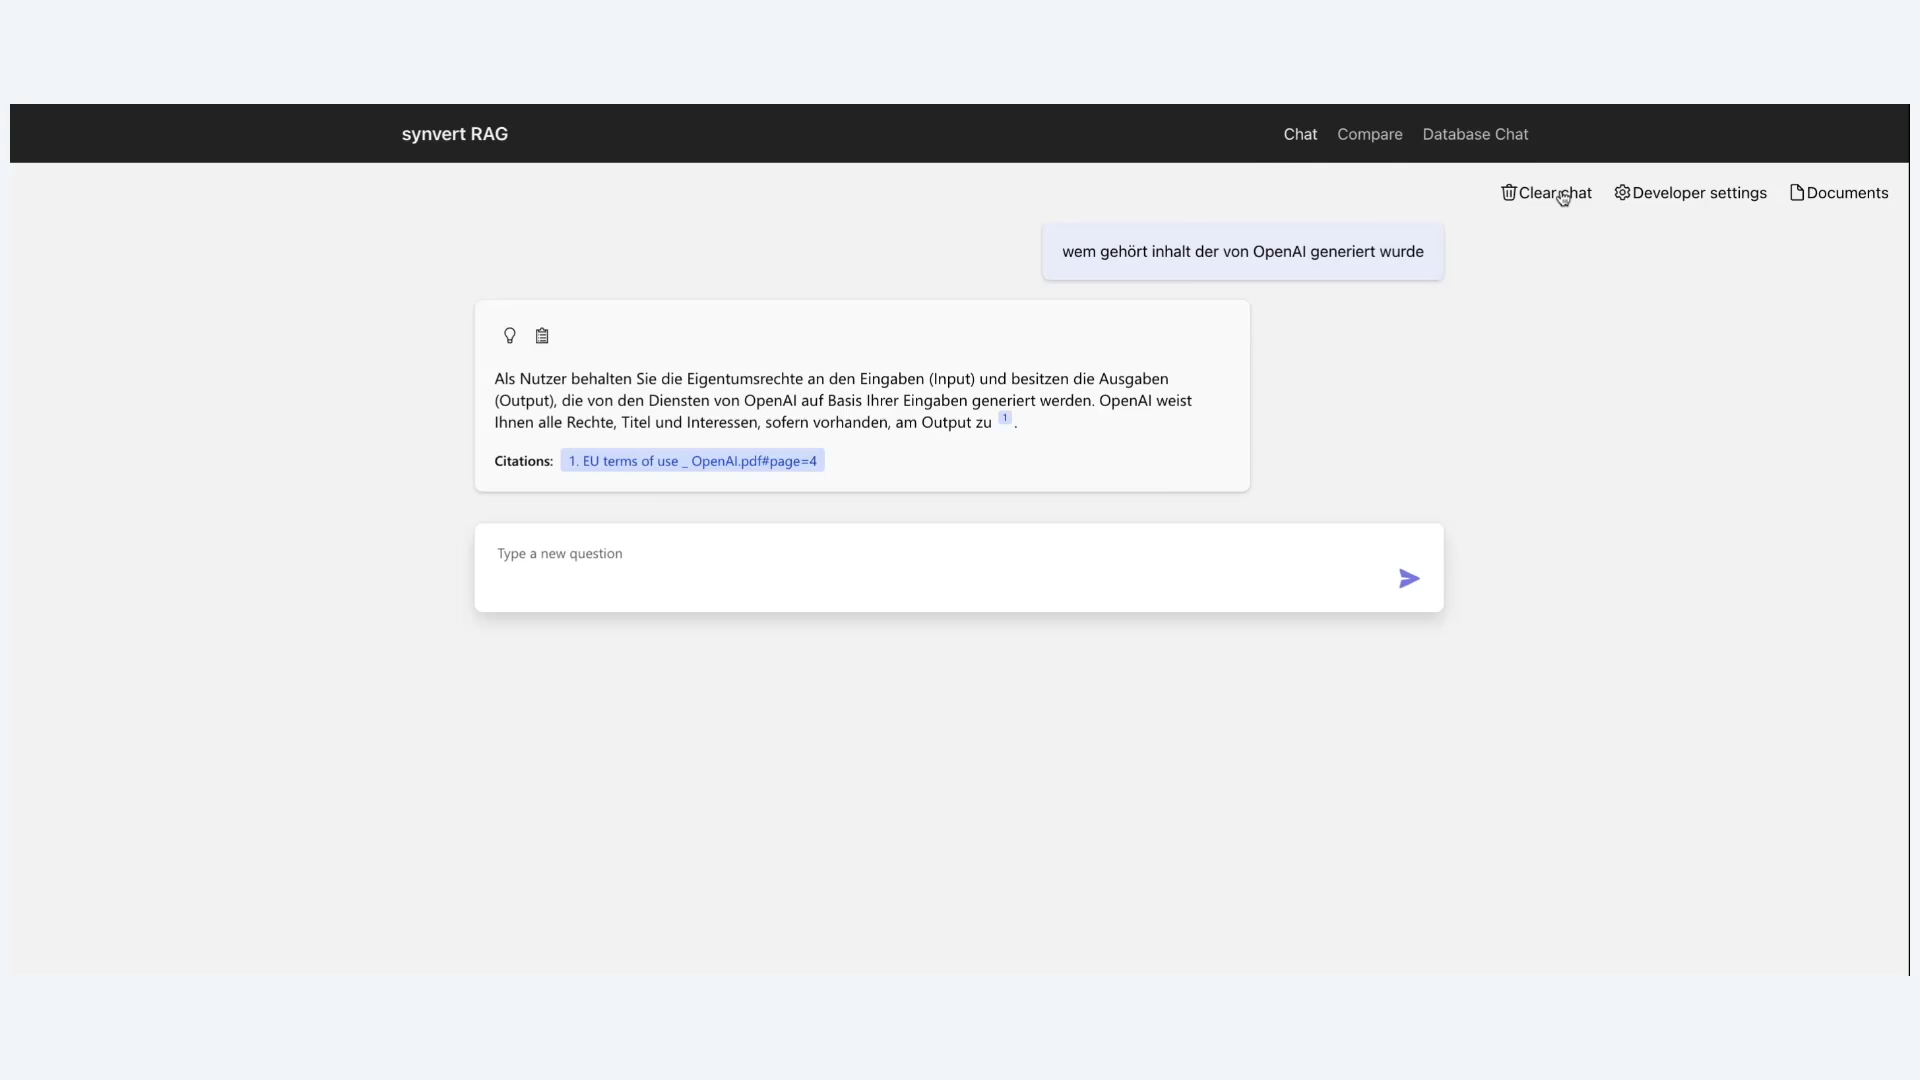 synvert RAG
Chat Compare Database Chat
Clear chat Developer settings Documents
wem gehört inhalt der von OpenAI generiert wurde
Als Nutzer behalten Sie die Eigentumsrechte an den Eingaben (Input) und besitzen die Ausgaben
(Output), die von den Diensten von OpenAI auf Basis Ihrer Eingaben generiert werden. OpenAI weist
Ihnen alle Rechte, Titel und Interessen, sofern vorhanden, am Output zu 1 .
Citations: 1. EU terms of use _ OpenAI.pdf#page=4
Type a new question